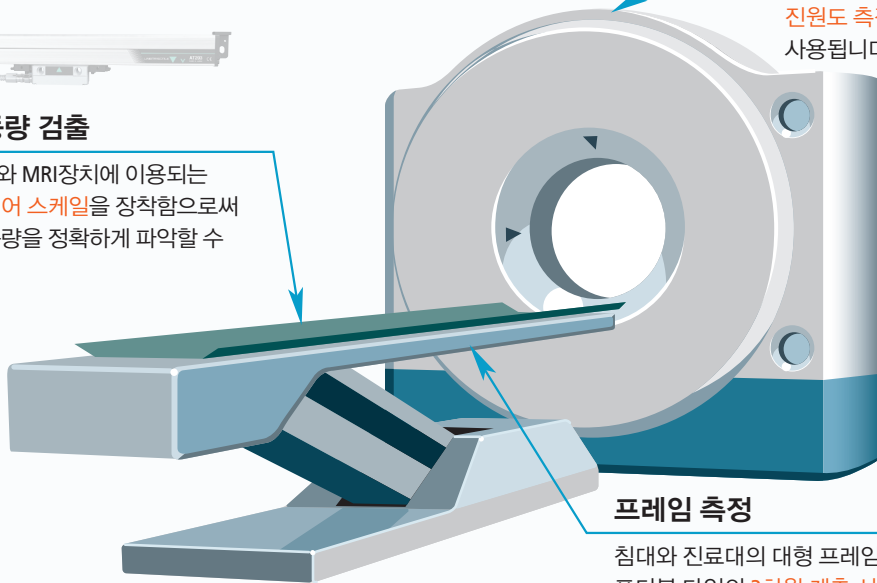 진원도 측
사용됩니다
량 검출
와 MRI장치에 이용되는
어 스케일을 장착함으로써
량을 정확하게 파악할 수
프레임 측정
침대와 진료대의 대형 프레임